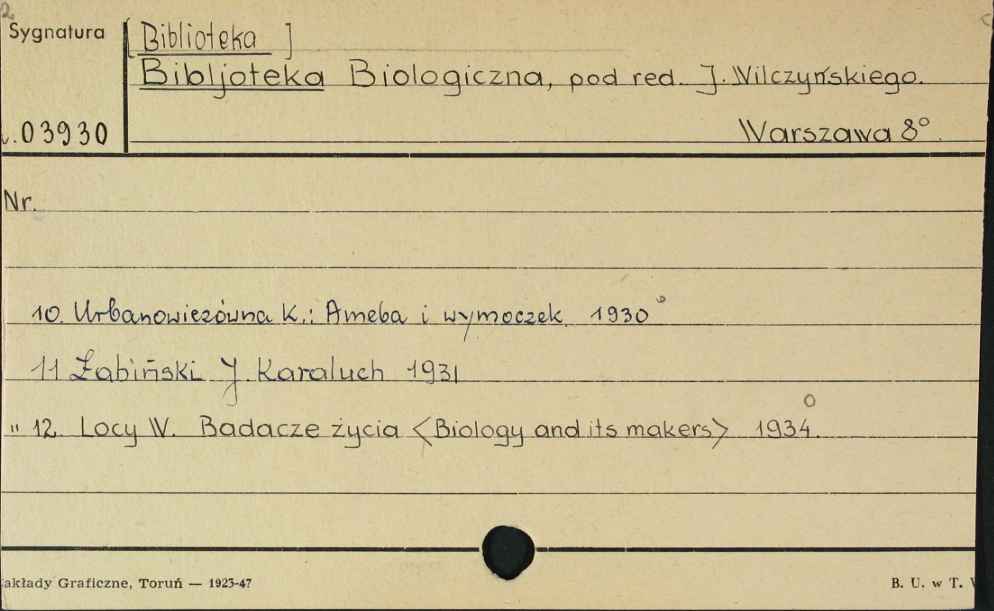 2.
Sygnatura
[Biblioteka ]
Bibljoteka Biologiczna, pod red. J. Wilczyńskiego.
03930
Warszawa 8°.
Nr.
10. Urbanowiczówna K.: Ameba i wymoczek 1930
11 Żabiński J. Karaluch 1931
" 12. Locy W. Badacze życia <Biology and its makers> 1934.
akłady Graficzne, Toruń — 1923-47
B. U. w T.